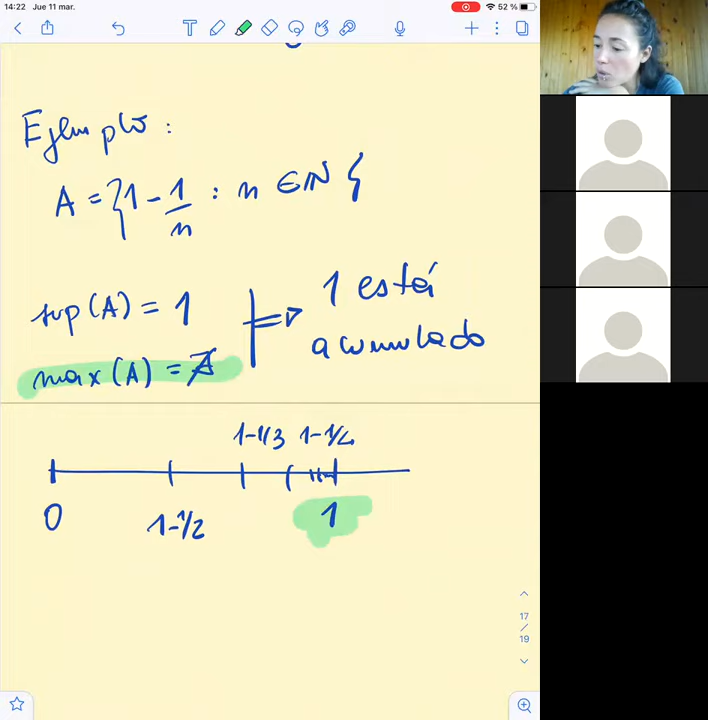 14:22 Jue 11 mar.
52 %
Ejemplo :
A = { 1 - 1/n : n ∈ ℕ }
sup(A) = 1
1 está
acumulado
max(A) = ∄
1-1/3 1-1/4
0 1-1/2 1
17
/
19